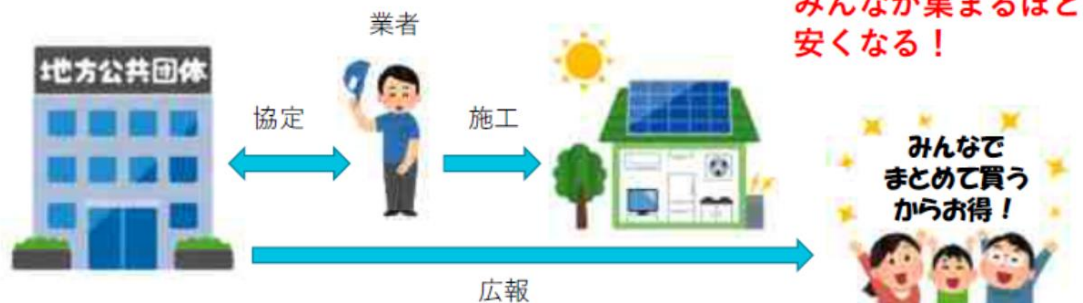 みんなが集まるほど
安くなる！
業者
地方公共団体
協定
施工
みんなで
まとめて買う
からお得！
広報